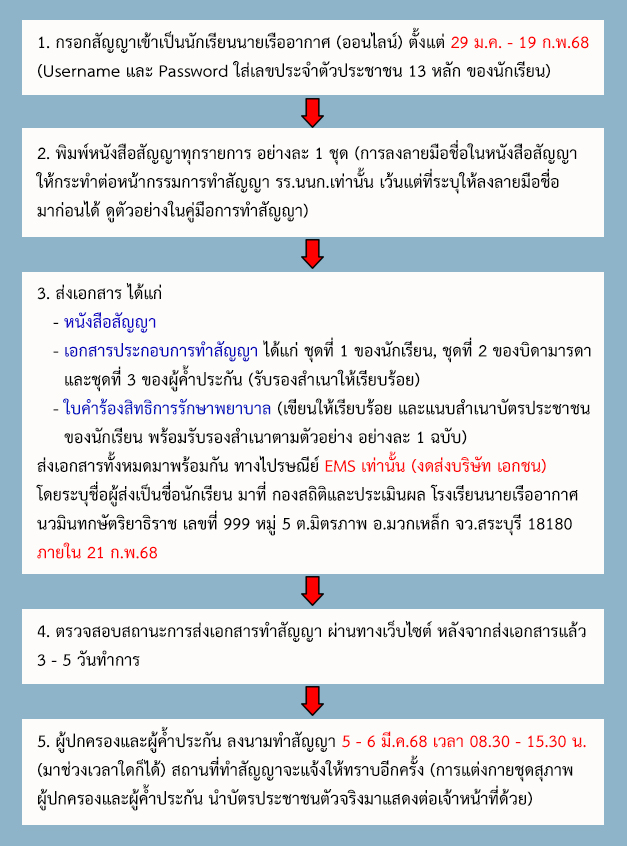 1. กรอกสัญญาเข้าเป็นนักเรียนนายเรืออากาศ (ออนไลน์) ตั้งแต่ 29 ม.ค. - 19 ก.พ.68
(Username และ Password ใส่เลขประจำตัวประชาชน 13 หลัก ของนักเรียน)
2. พิมพ์หนังสือสัญญาทุกรายการ อย่างละ 1 ชุด (การลงลายมือชื่อในหนังสือสัญญา
ให้กระทำต่อหน้ากรรมการทำสัญญา รร.นนก.เท่านั้น เว้นแต่ที่ระบุให้ลงลายมือชื่อ
มาก่อนได้ ดูตัวอย่างในคู่มือการทำสัญญา)
3. ส่งเอกสาร ได้แก่
- หนังสือสัญญา
- เอกสารประกอบการทำสัญญา ได้แก่ ชุดที่ 1 ของนักเรียน, ชุดที่ 2 ของบิดามารดา
และชุดที่ 3 ของผู้ค้ำประกัน (รับรองสำเนาให้เรียบร้อย)
- ใบคำร้องสิทธิการรักษาพยาบาล (เขียนให้เรียบร้อย และแนบสำเนาบัตรประชาชน
ของนักเรียน พร้อมรับรองสำเนาตามตัวอย่าง อย่างละ 1 ฉบับ)
ส่งเอกสารทั้งหมดมาพร้อมกัน ทางไปรษณีย์ EMS เท่านั้น (งดส่งบริษัท เอกชน)
โดยระบุชื่อผู้ส่งเป็นชื่อนักเรียน มาที่ กองสถิติและประเมินผล โรงเรียนนายเรืออากาศ
นวมินทกษัตริยาธิราช เลขที่ 999 หมู่ 5 ต.มิตรภาพ อ.มวกเหล็ก จว.สระบุรี 18180
ภายใน 21 ก.พ.68
4. ตรวจสอบสถานะการส่งเอกสารทำสัญญา ผ่านทางเว็บไซต์ หลังจากส่งเอกสารแล้ว
3 - 5 วันทำการ
5. ผู้ปกครองและผู้ค้ำประกัน ลงนามทำสัญญา 5 - 6 มี.ค.68 เวลา 08.30 - 15.30 น.
(มาช่วงเวลาใดก็ได้) สถานที่ทำสัญญาจะแจ้งให้ทราบอีกครั้ง (การแต่งกายชุดสุภาพ
ผู้ปกครองและผู้ค้ำประกัน นำบัตรประชาชนตัวจริงมาแสดงต่อเจ้าหน้าที่ด้วย)